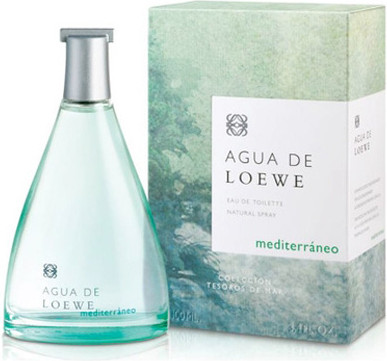 AGUA DE
LOEWE
mediterráneo
AGUA DE
LOEWE
EAU DE TOILETTE
NATURAL SPRAY
mediterráneo
COLECCIÓN
TESOROS DE MAR